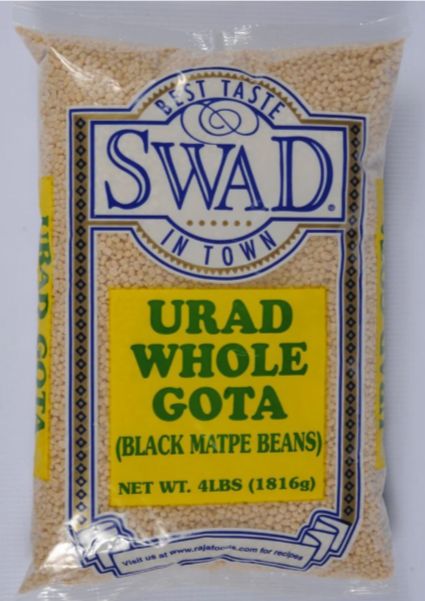 BEST TASTE
SWAD®
IN TOWN
URAD
WHOLE
GOTA
(BLACK MATPE BEANS)
NET WT. 4LBS (1816g)
Visit us at www.rajafoods.com for recipes
URAD GOTA